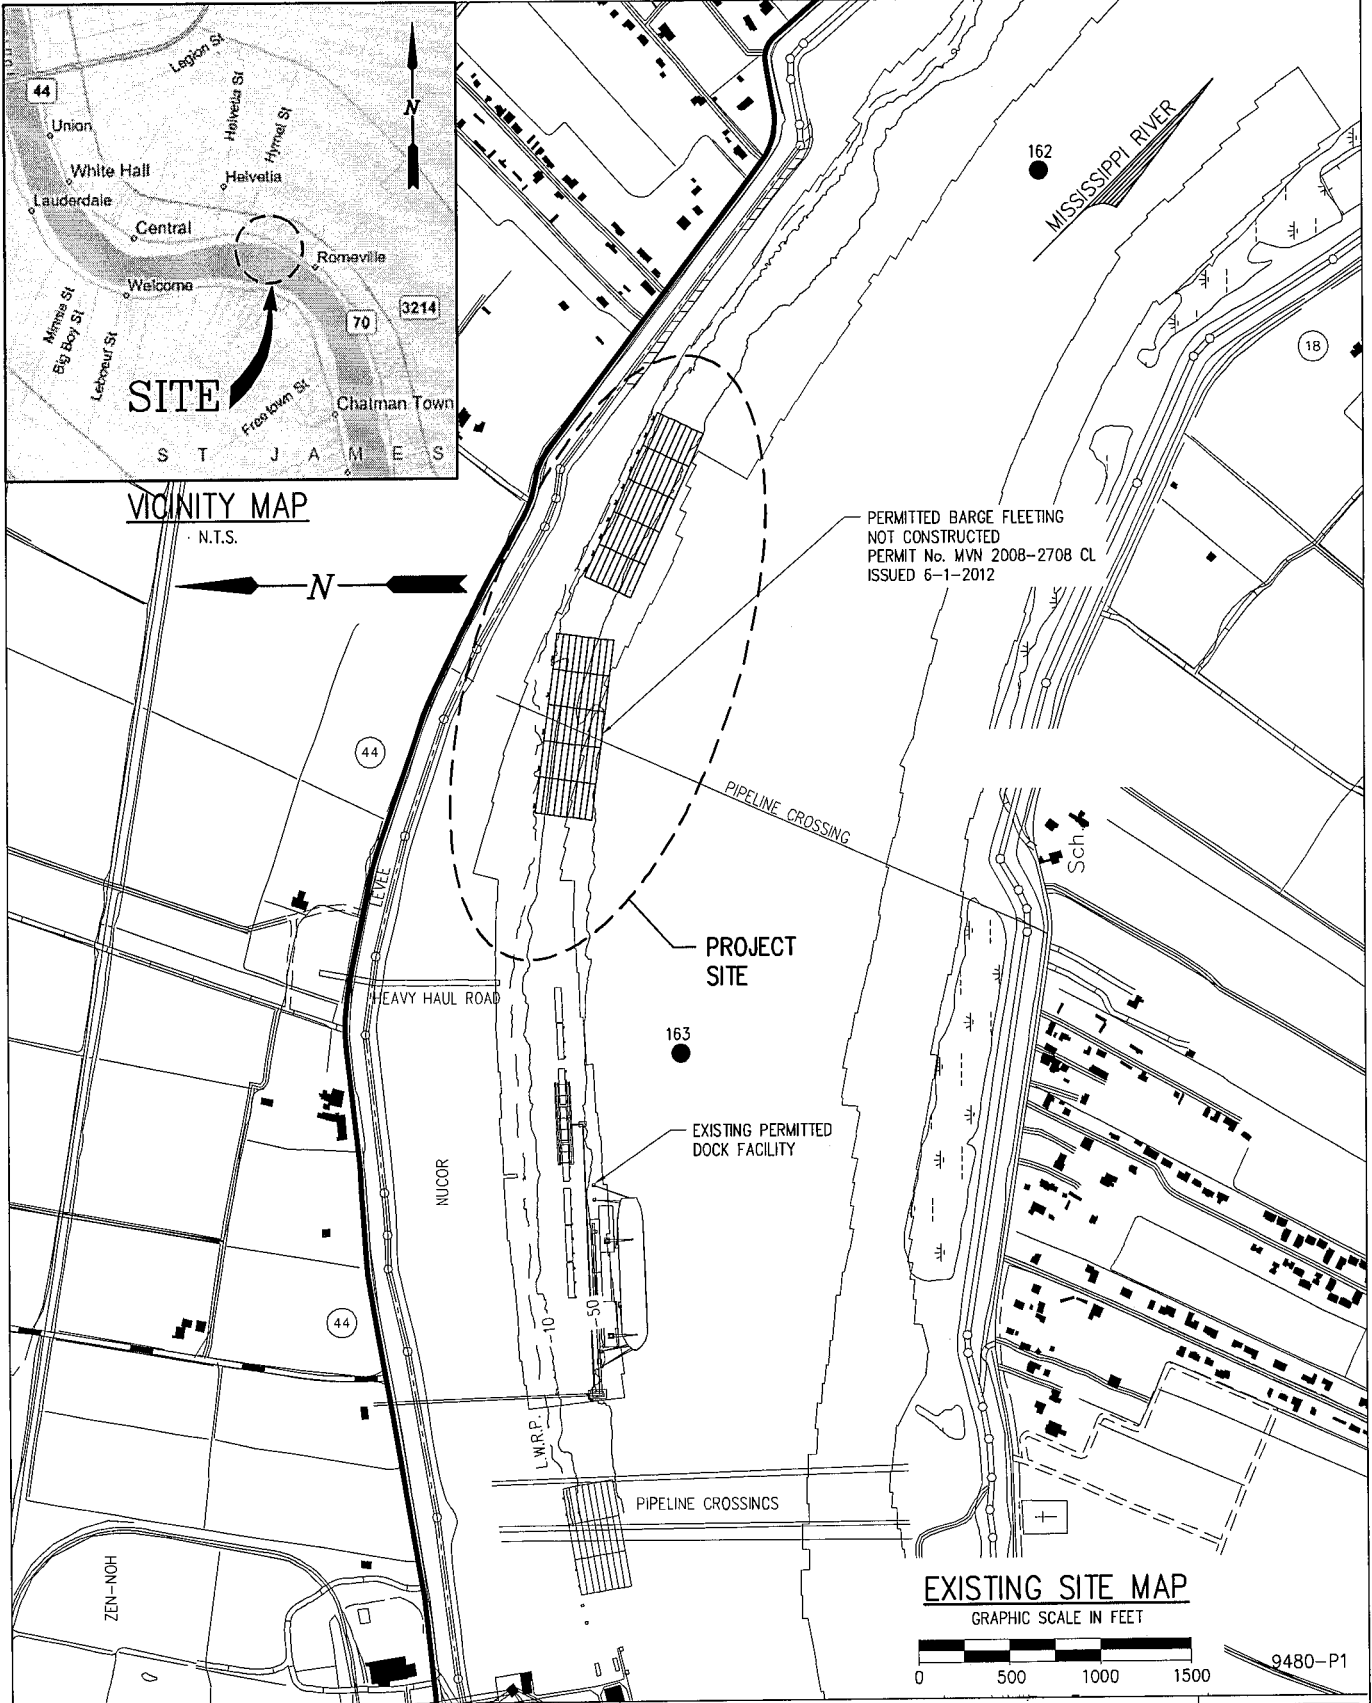 Legion St
44
Helvetia St
Hymel St
N
Union
White Hall
Helvetia
Lauderdale
Central
Romeville
Welcome
Minnie St
Big Boy St
Leboeuf St
70
3214
SITE
Freetown St
Chatman Town
ST JAMES
VICINITY MAP
N.T.S.
N
162
MISSISSIPPI RIVER
18
PERMITTED BARGE FLEETING
NOT CONSTRUCTED
PERMIT No. MVN 2008-2708 CL
ISSUED 6-1-2012
44
PIPELINE CROSSING
Sch.
LEVEE
PROJECT
SITE
HEAVY HAUL ROAD
163
EXISTING PERMITTED
DOCK FACILITY
NUCOR
44
-10
-50
L.W.R.P.
PIPELINE CROSSINGS
ZEN-NOH
EXISTING SITE MAP
GRAPHIC SCALE IN FEET
0 500 1000 1500
9480-P1